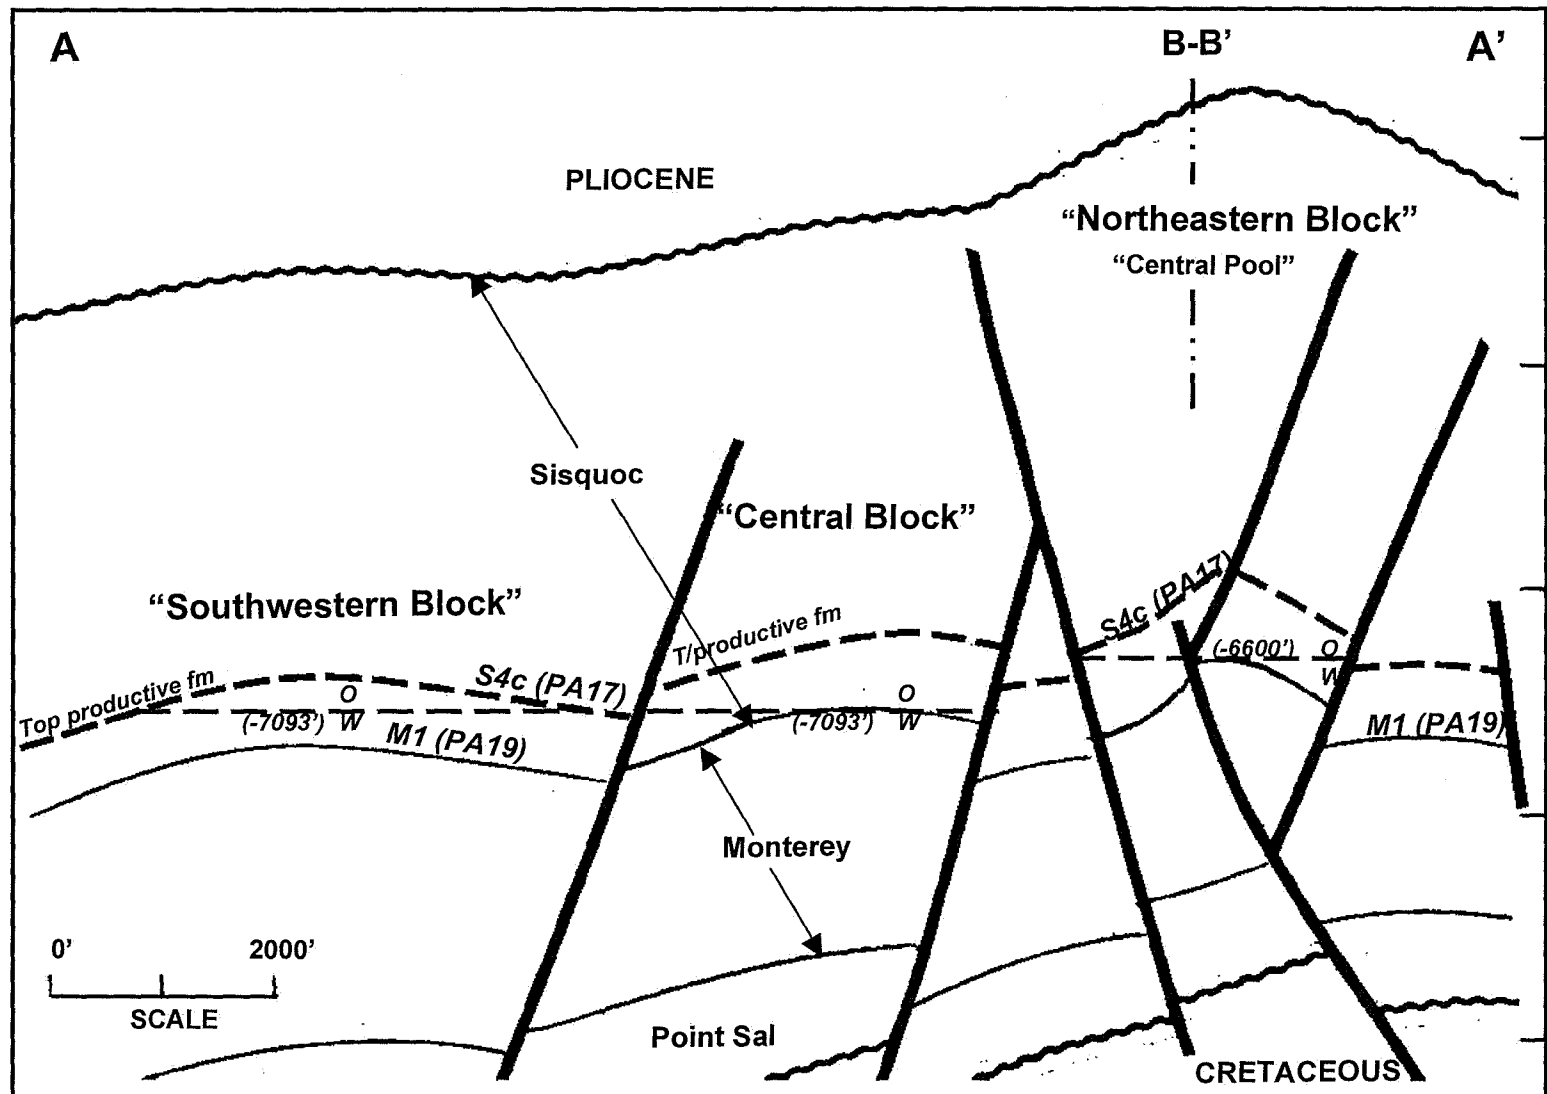 A
B-B’
A’
PLIOCENE
“Northeastern Block”
“Central Pool”
Sisquoc
“Central Block”
“Southwestern Block”
S4c (PA17)
T/productive fm
(-6600’)
O
W
Top productive fm
S4c (PA17)
O
W
(-7093’)
M1 (PA19)
O
W
(-7093’)
M1 (PA19)
Monterey
0’ 2000’
SCALE
Point Sal
CRETACEOUS